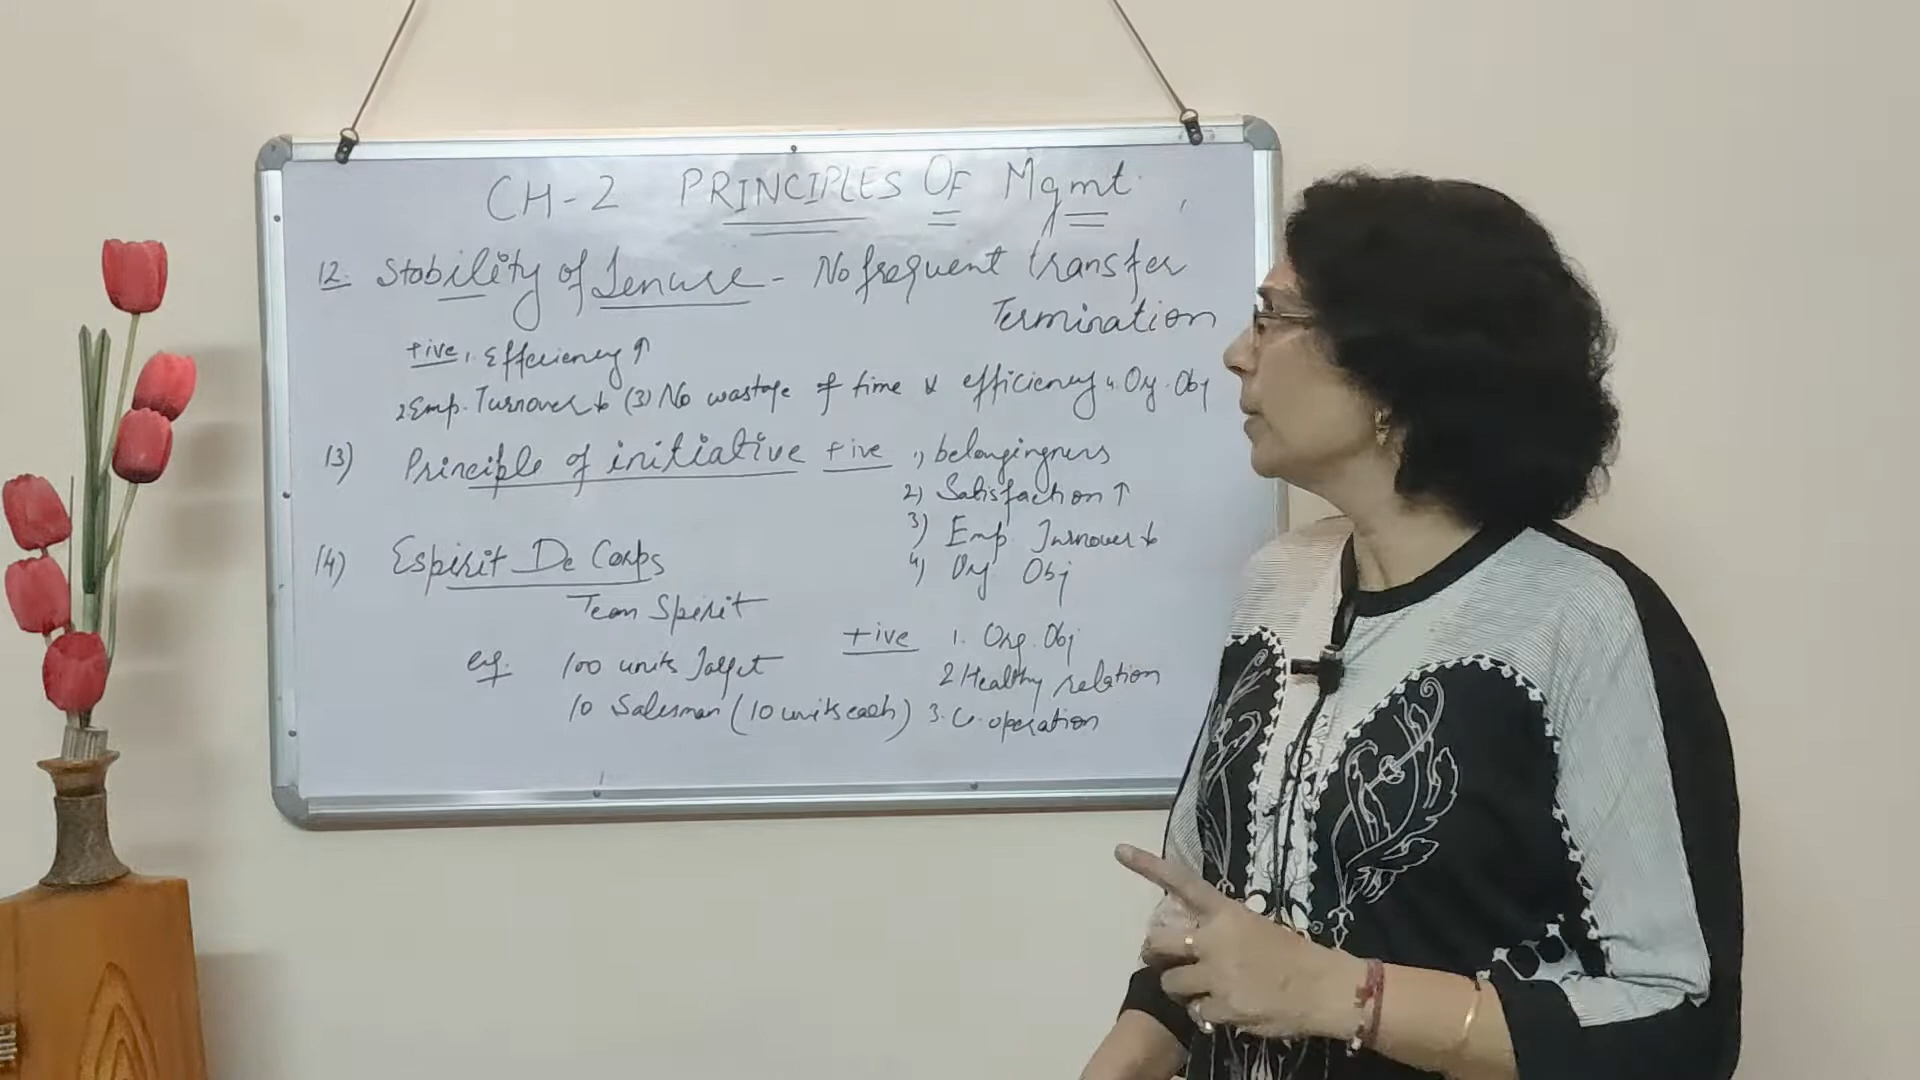 CH-2 PRINCIPLES OF Mgmt.
12. Stability of Tenure - No frequent transfer
Termination
+ive 1. Efficiency ↑
2 Emp. Turnover ↓ (3) No wastage of time & efficiency 4. Org. Obj
13) Principle of initiative +ive 1) belongingness
2) Satisfaction ↑
3) Emp. Turnover ↓
4) Org Obj
14) Espirit De Corps
Team Spirit
+ive 1. Org. Obj
eg. 100 units Target
2 Healthy relation
10 Salesman (10 units each) 3. Co-operation